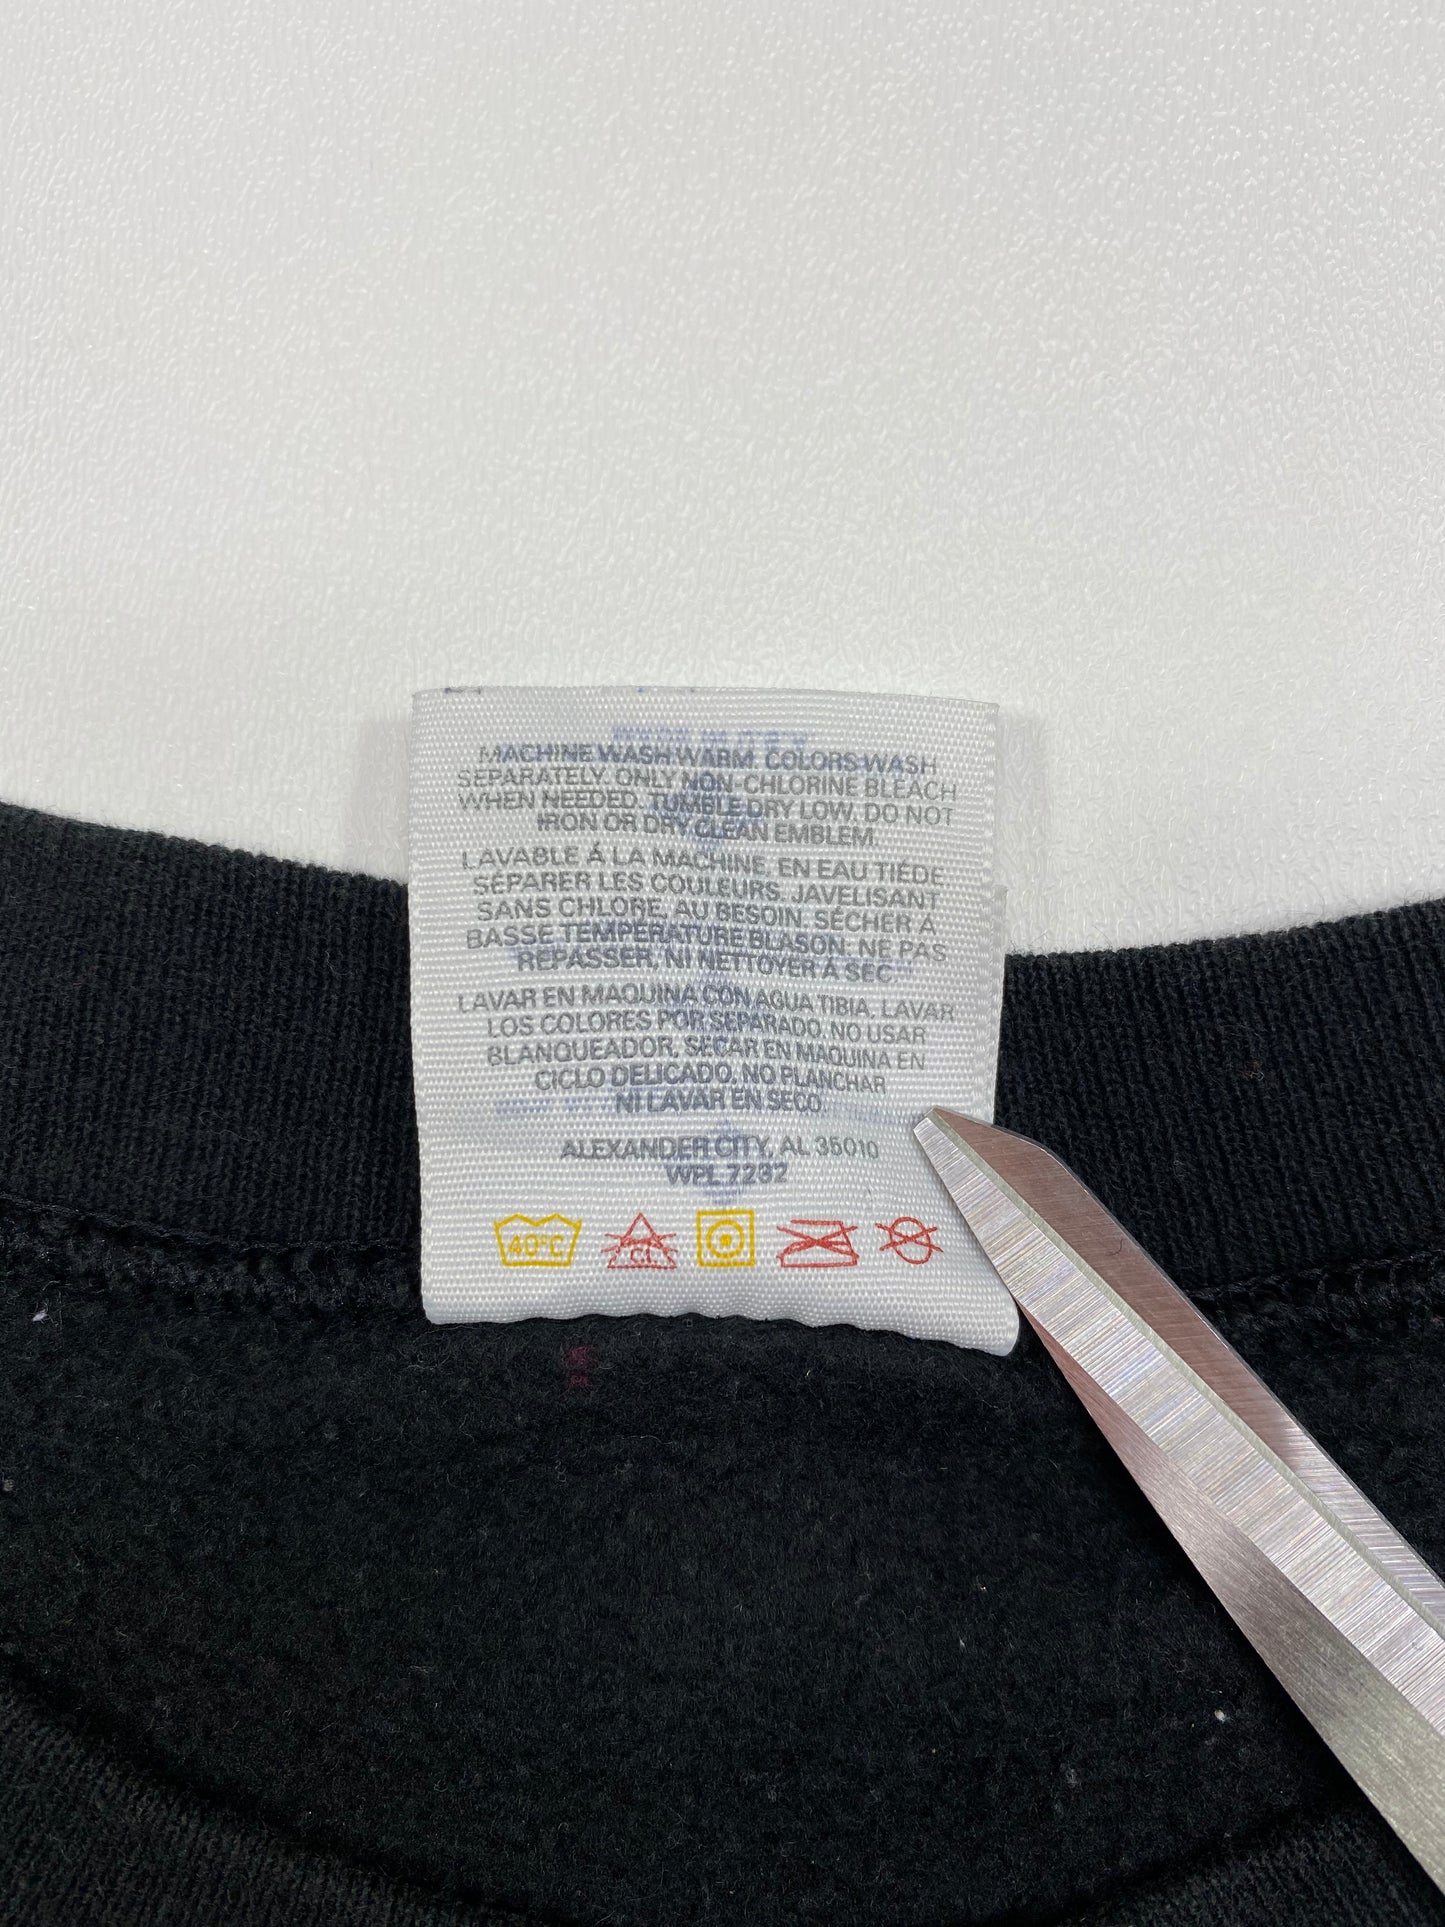 MACHINE WASH WARM. COLORS-WASH
SEPARATELY. ONLY NON-CHLORINE BLEACH
WHEN NEEDED. TUMBLE DRY LOW. DO NOT
IRON OR DRY CLEAN EMBLEM.
LAVABLE Á LA MACHINE, EN EAU TIÉDE
SÉPARER LES COULEURS. JAVELISANT
SANS CHLORE, AU BESOIN. SÉCHER À
BASSE TEMPÉRATURE BLASON, NE PAS
REPASSER, NI NETTOYER À SEC
LAVAR EN MAQUINA CON AGUA TIBIA, LAVAR
LOS COLORES POR SEPARADO, NO USAR
BLANQUEADOR, SECAR EN MAQUINA EN
CICLO DELICADO, NO PLANCHAR
NI LAVAR EN SECO
ALEXANDER CITY, AL 35010
WPL 7282
40°C CL